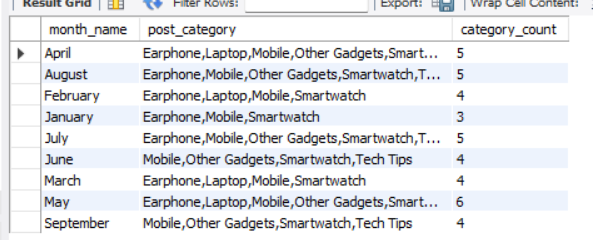 Result Grid Filter Rows: Export: Wrap Cell Content:
month_name post_category category_count
April Earphone,Laptop,Mobile,Other Gadgets,Smart... 5
August Earphone,Mobile,Other Gadgets,Smartwatch,T... 5
February Earphone,Laptop,Mobile,Smartwatch 4
January Earphone,Mobile,Smartwatch 3
July Earphone,Mobile,Other Gadgets,Smartwatch,T... 5
June Mobile,Other Gadgets,Smartwatch,Tech Tips 4
March Earphone,Laptop,Mobile,Smartwatch 4
May Earphone,Laptop,Mobile,Other Gadgets,Smart... 6
September Mobile,Other Gadgets,Smartwatch,Tech Tips 4